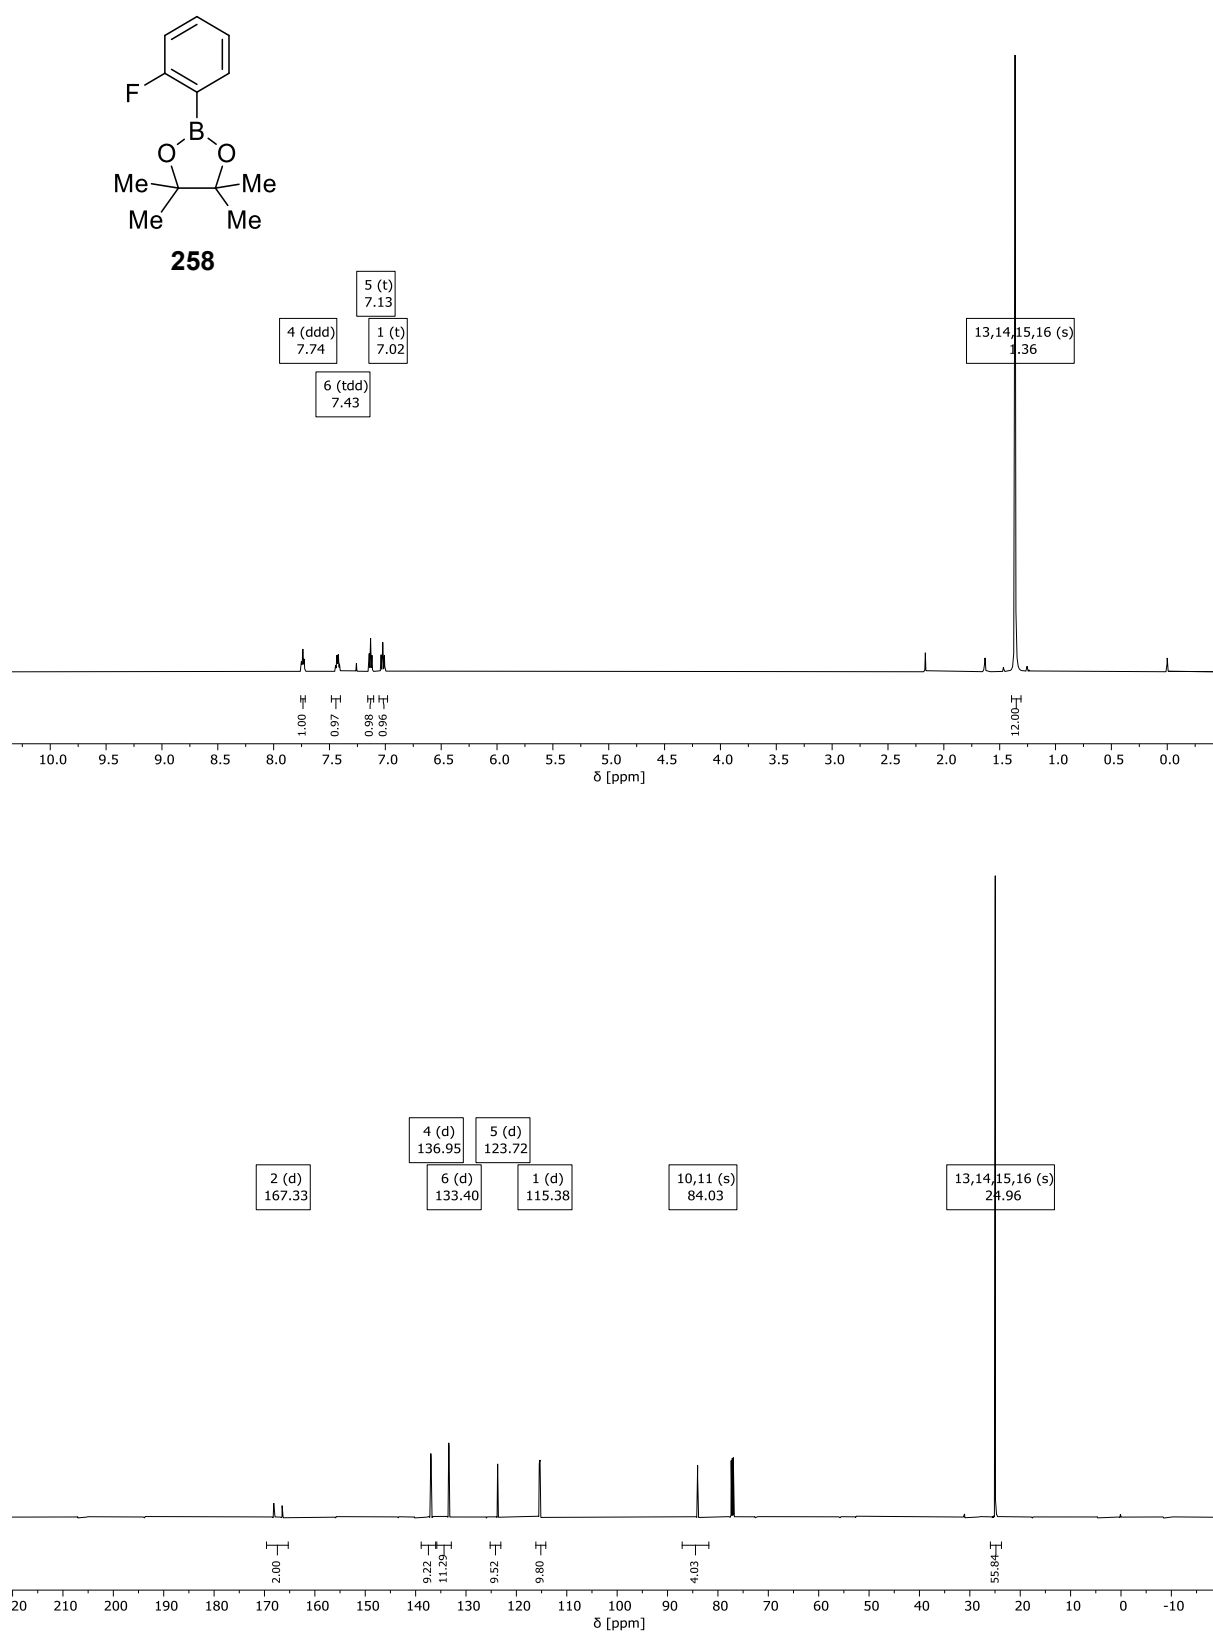 F
B
O O
Me Me
Me Me
258
5 (t)
7.13
4 (ddd)
7.74
1 (t)
7.02
13,14,15,16 (s)
1.36
6 (tdd)
7.43
1.00
0.97
0.98
0.96
12.00
10.0 9.5 9.0 8.5 8.0 7.5 7.0 6.5 6.0 5.5 5.0 4.5 4.0 3.5 3.0 2.5 2.0 1.5 1.0 0.5 0.0
δ [ppm]
4 (d)
136.95
5 (d)
123.72
2 (d)
167.33
6 (d)
133.40
1 (d)
115.38
10,11 (s)
84.03
13,14,15,16 (s)
24.96
2.00
9.22
11.29
9.52
9.80
4.03
55.84
20 210 200 190 180 170 160 150 140 130 120 110 100 90 80 70 60 50 40 30 20 10 0 -10
δ [ppm]